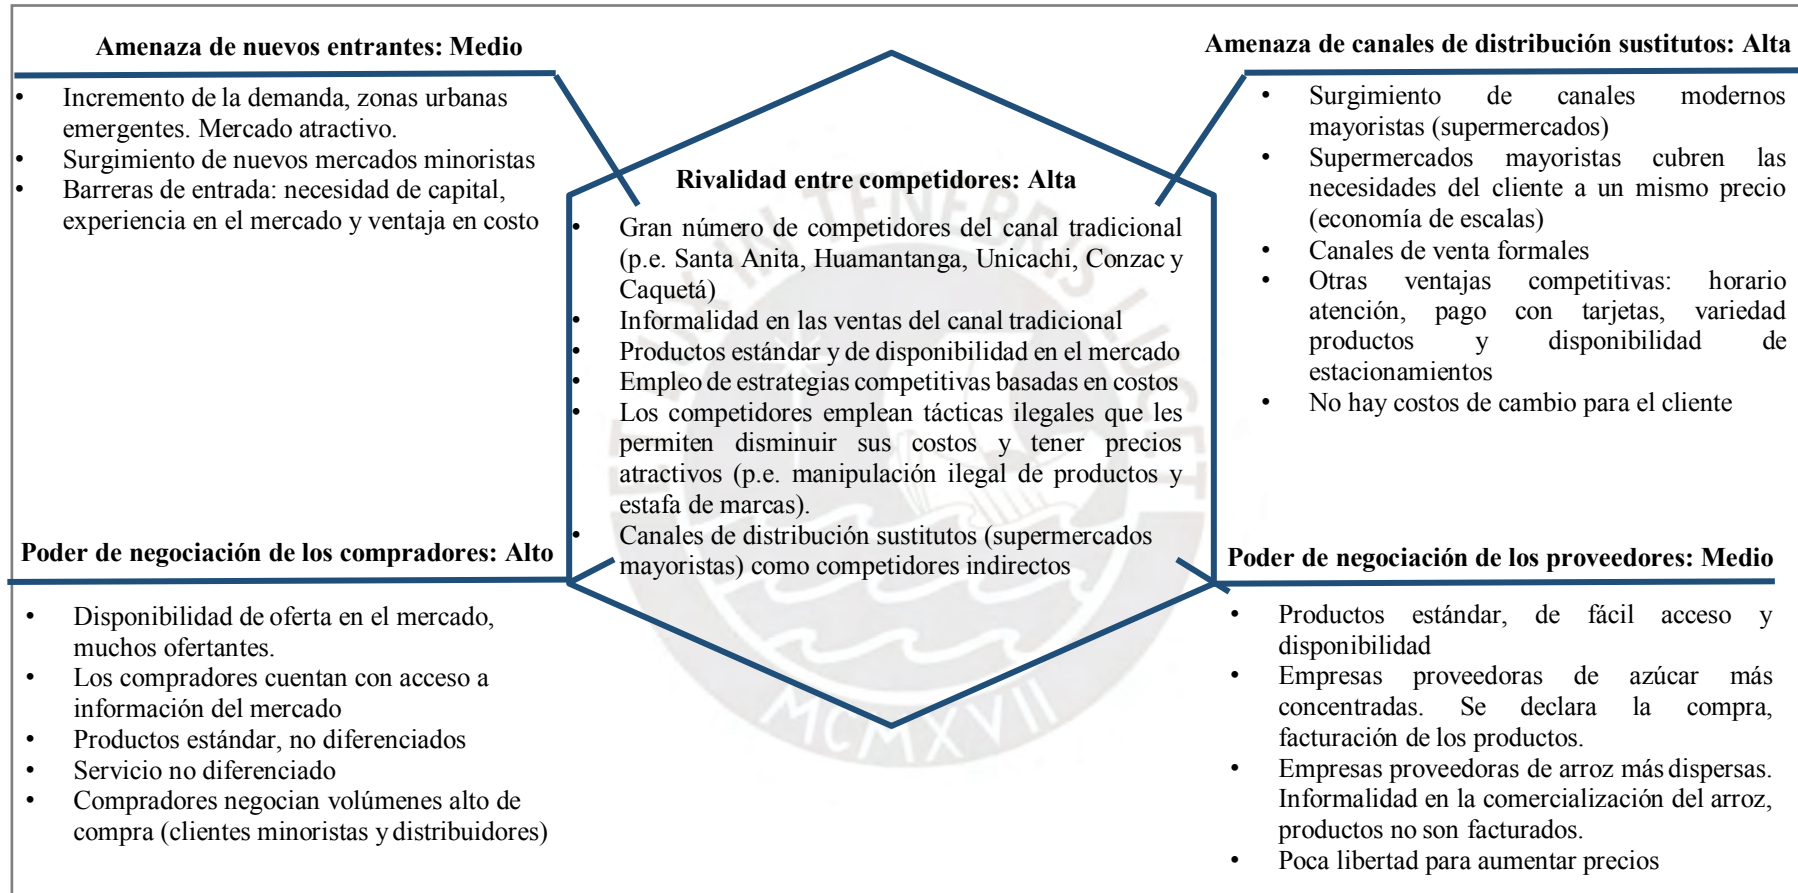 Amenaza de nuevos entrantes: Medio
• Incremento de la demanda, zonas urbanas
emergentes. Mercado atractivo.
• Surgimiento de nuevos mercados minoristas
• Barreras de entrada: necesidad de capital,
experiencia en el mercado y ventaja en costo
Amenaza de canales de distribución sustitutos: Alta
• Surgimiento de canales modernos
mayoristas (supermercados)
• Supermercados mayoristas cubren las
necesidades del cliente a un mismo precio
(economía de escalas)
• Canales de venta formales
• Otras ventajas competitivas: horario
atención, pago con tarjetas, variedad
productos y disponibilidad de
estacionamientos
• No hay costos de cambio para el cliente
Rivalidad entre competidores: Alta
• Gran número de competidores del canal tradicional
(p.e. Santa Anita, Huamantanga, Unicachi, Conzac y
Caquetá)
• Informalidad en las ventas del canal tradicional
• Productos estándar y de disponibilidad en el mercado
• Empleo de estrategias competitivas basadas en costos
• Los competidores emplean tácticas ilegales que les
permiten disminuir sus costos y tener precios
atractivos (p.e. manipulación ilegal de productos y
estafa de marcas).
• Canales de distribución sustitutos (supermercados
mayoristas) como competidores indirectos
Poder de negociación de los compradores: Alto
• Disponibilidad de oferta en el mercado,
muchos ofertantes.
• Los compradores cuentan con acceso a
información del mercado
• Productos estándar, no diferenciados
• Servicio no diferenciado
• Compradores negocian volúmenes alto de
compra (clientes minoristas y distribuidores)
Poder de negociación de los proveedores: Medio
• Productos estándar, de fácil acceso y
disponibilidad
• Empresas proveedoras de azúcar más
concentradas. Se declara la compra,
facturación de los productos.
• Empresas proveedoras de arroz más dispersas.
Informalidad en la comercialización del arroz,
productos no son facturados.
• Poca libertad para aumentar precios
ET LUX IN TENEBRIS LUCET
MCMXVII